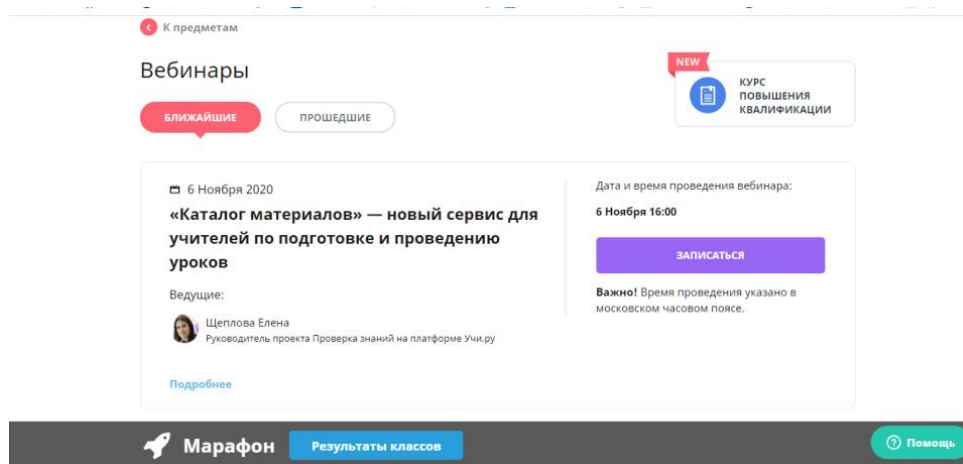 К предметам
Вебинары
NEW
КУРС
ПОВЫШЕНИЯ
КВАЛИФИКАЦИИ
БЛИЖАЙШИЕ
ПРОШЕДШИЕ
6 Ноября 2020
«Каталог материалов» — новый сервис для
учителей по подготовке и проведению
уроков
Ведущие:
Щеплова Елена
Руководитель проекта Проверка знаний на платформе Учи.ру
Подробнее
Дата и время проведения вебинара:
6 Ноября 16:00
ЗАПИСАТЬСЯ
Важно! Время проведения указано в
московском часовом поясе.
Марафон
Результаты классов
Помощь